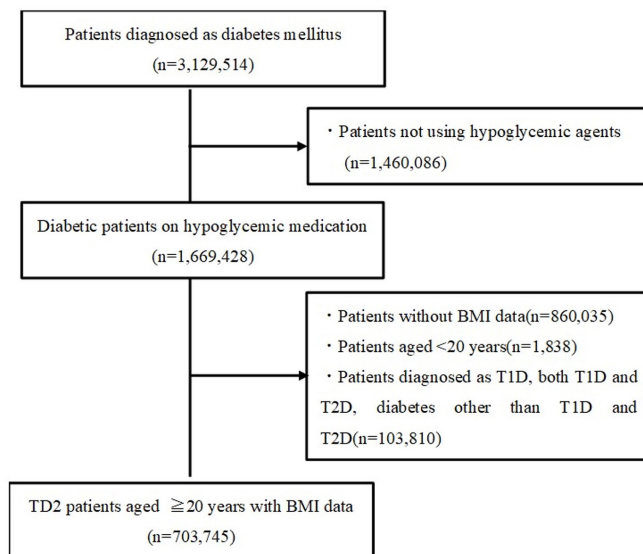 Patients diagnosed as diabetes mellitus
(n=3,129,514)
・Patients not using hypoglycemic agents
(n=1,460,086)
Diabetic patients on hypoglycemic medication
(n=1,669,428)
・Patients without BMI data(n=860,035)
・Patients aged <20 years(n=1,838)
・Patients diagnosed as T1D, both T1D and
T2D, diabetes other than T1D and
T2D(n=103,810)
TD2 patients aged ≧20 years with BMI data
(n=703,745)